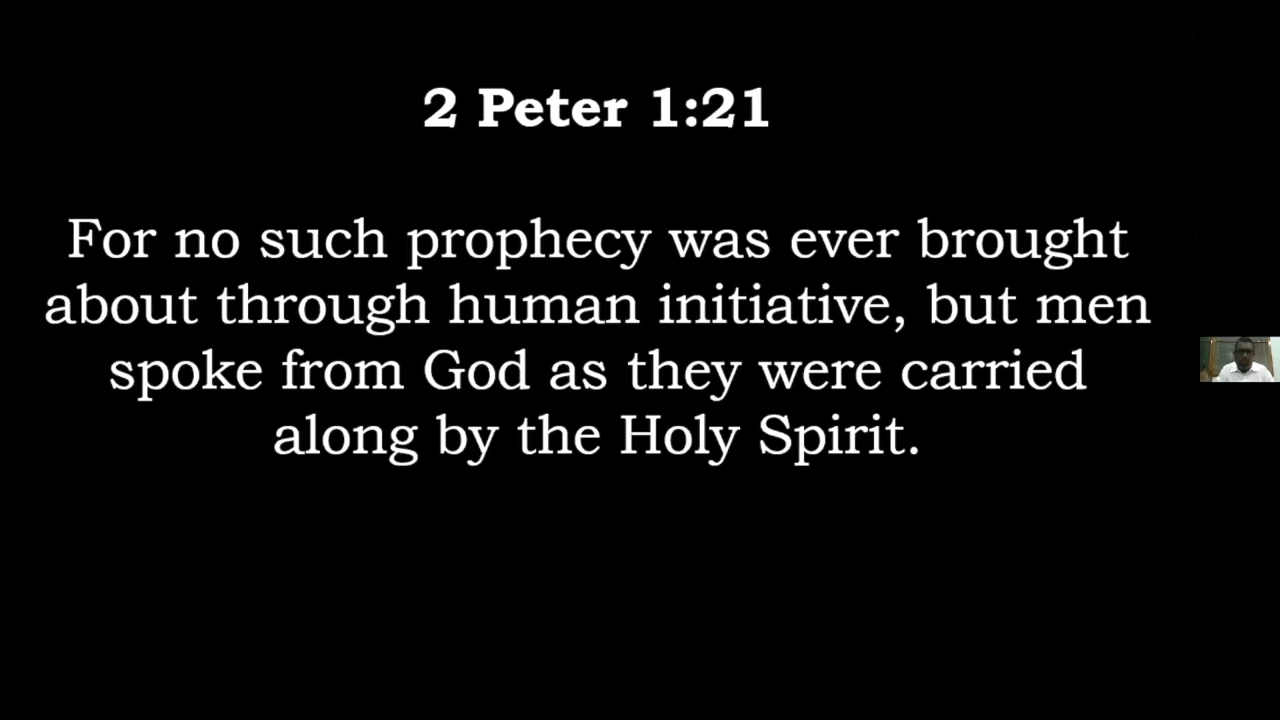 2 Peter 1:21
For no such prophecy was ever brought
about through human initiative, but men
spoke from God as they were carried
along by the Holy Spirit.